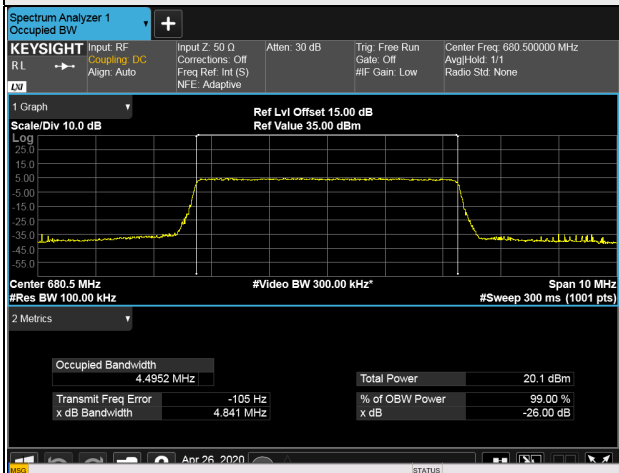 Spectrum Analyzer 1
Occupied BW
KEYSIGHT Input: RF Input Z: 50 Ω Atten: 30 dB Trig: Free Run Center Freq: 680.500000 MHz
R L Coupling: DC Corrections: Off Gate: Off Avg|Hold: 1/1
Align: Auto Freq Ref: Int (S) #IF Gain: Low Radio Std: None
LXI NFE: Adaptive
1 Graph
Ref Lvl Offset 15.00 dB
Scale/Div 10.0 dB Ref Value 35.00 dBm
Log
25.0
15.0
5.00
-5.00
-15.0
-25.0
-35.0
-45.0
-55.0
Center 680.5 MHz #Video BW 300.00 kHz* Span 10 MHz
#Res BW 100.00 kHz #Sweep 300 ms (1001 pts)
2 Metrics
Occupied Bandwidth
4.4952 MHz Total Power 20.1 dBm
Transmit Freq Error -105 Hz % of OBW Power 99.00 %
x dB Bandwidth 4.841 MHz x dB -26.00 dB
Apr 26, 2020
MSG STATUS